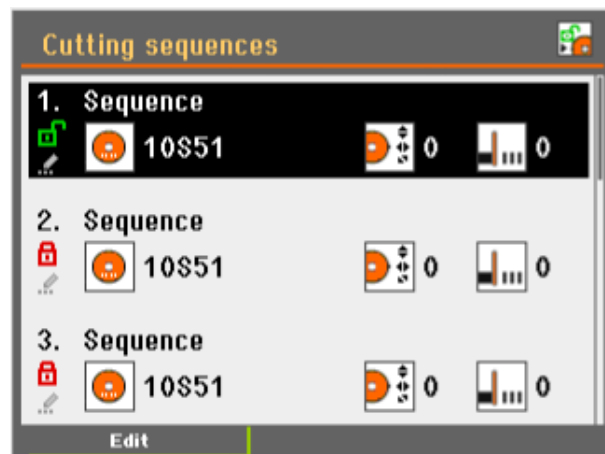 Cutting sequences
1. Sequence
10S51 0 0
2. Sequence
10S51 0 0
3. Sequence
10S51 0 0
Edit